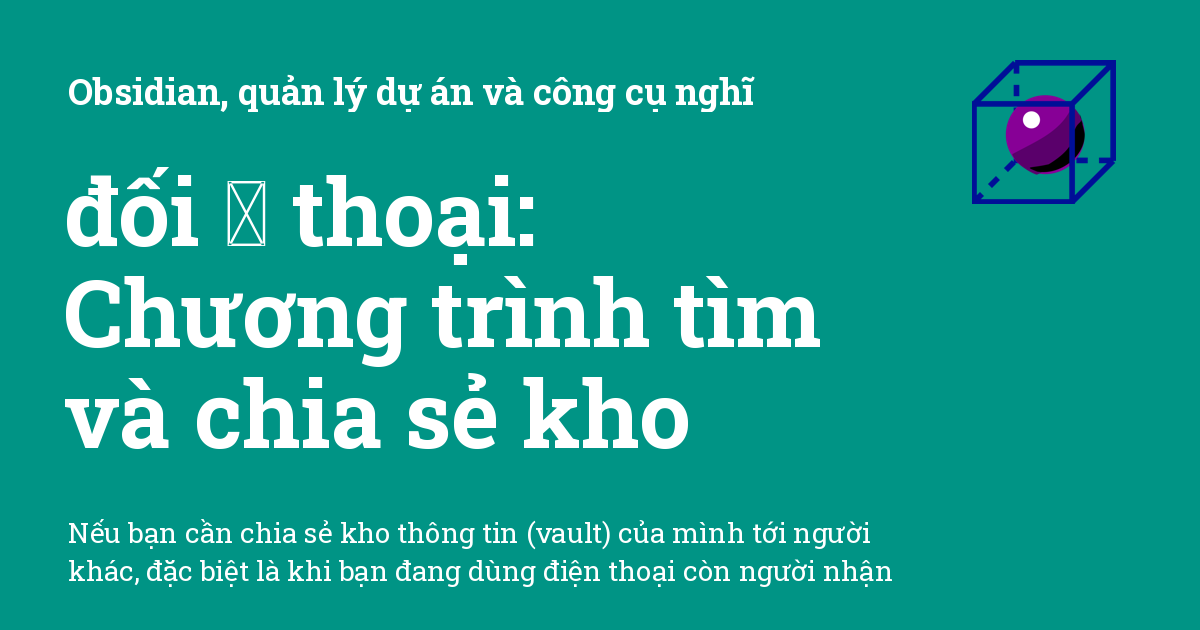 Obsidian, quản lý dự án và công cụ nghĩ
đối thoại:
Chương trình tìm
và chia sẻ kho
Nếu bạn cần chia sẻ kho thông tin (vault) của mình tới người
khác, đặc biệt là khi bạn đang dùng điện thoại còn người nhận